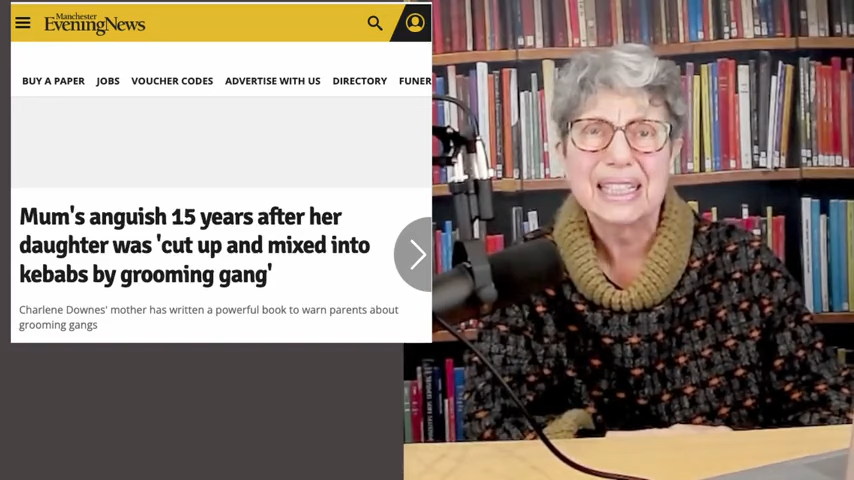 Manchester
EveningNews
BUY A PAPER JOBS VOUCHER CODES ADVERTISE WITH US DIRECTORY FUNER
Mum's anguish 15 years after her
daughter was 'cut up and mixed into
kebabs by grooming gang'
Charlene Downes' mother has written a powerful book to warn parents about
grooming gangs